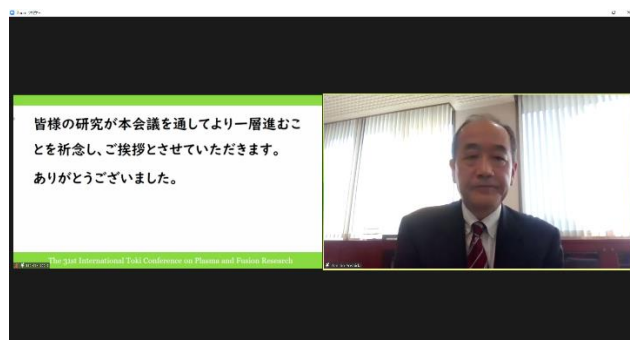 皆様の研究が本会議を通してより一層進むこ
とを祈念し、ご挨拶とさせていただきます。
ありがとうございました。
The 31st International Toki Conference on Plasma and Fusion Research